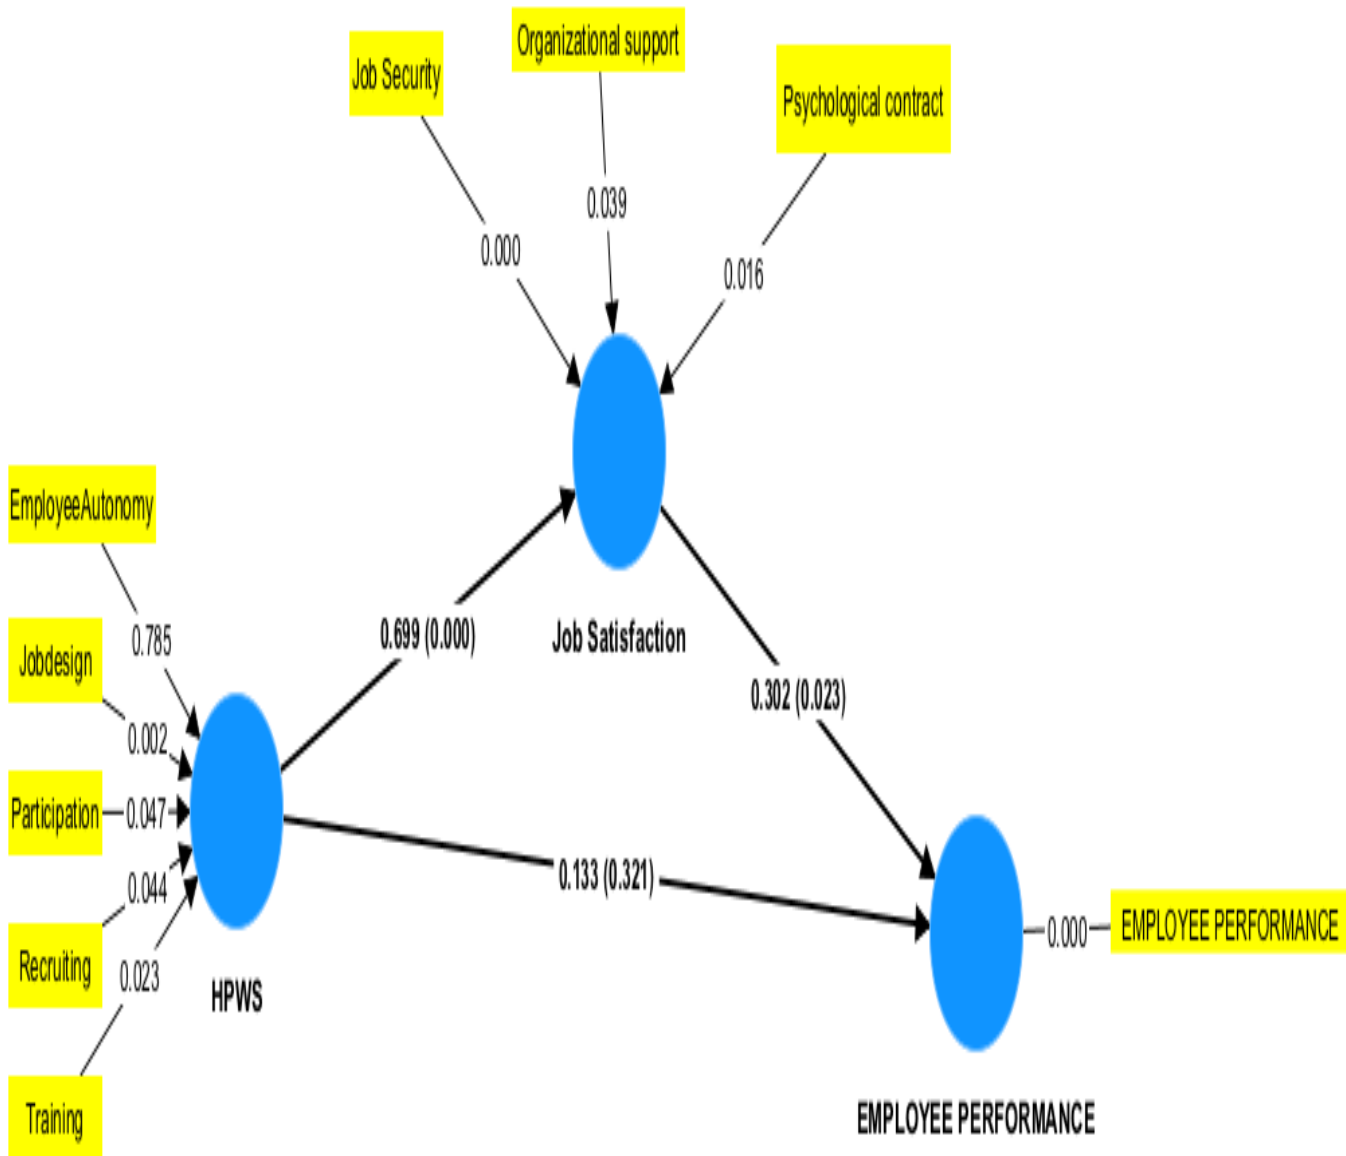 Organizational support
Job Security
Psychological contract
0.039
0.000
0.016
EmployeeAutonomy
0.785
0.699 (0.000)
Job Satisfaction
Jobdesign
0.002
0.302 (0.023)
Participation
0.047
0.044
0.133 (0.321)
Recruiting
0.023
HPWS
0.000
EMPLOYEE PERFORMANCE
Training
EMPLOYEE PERFORMANCE